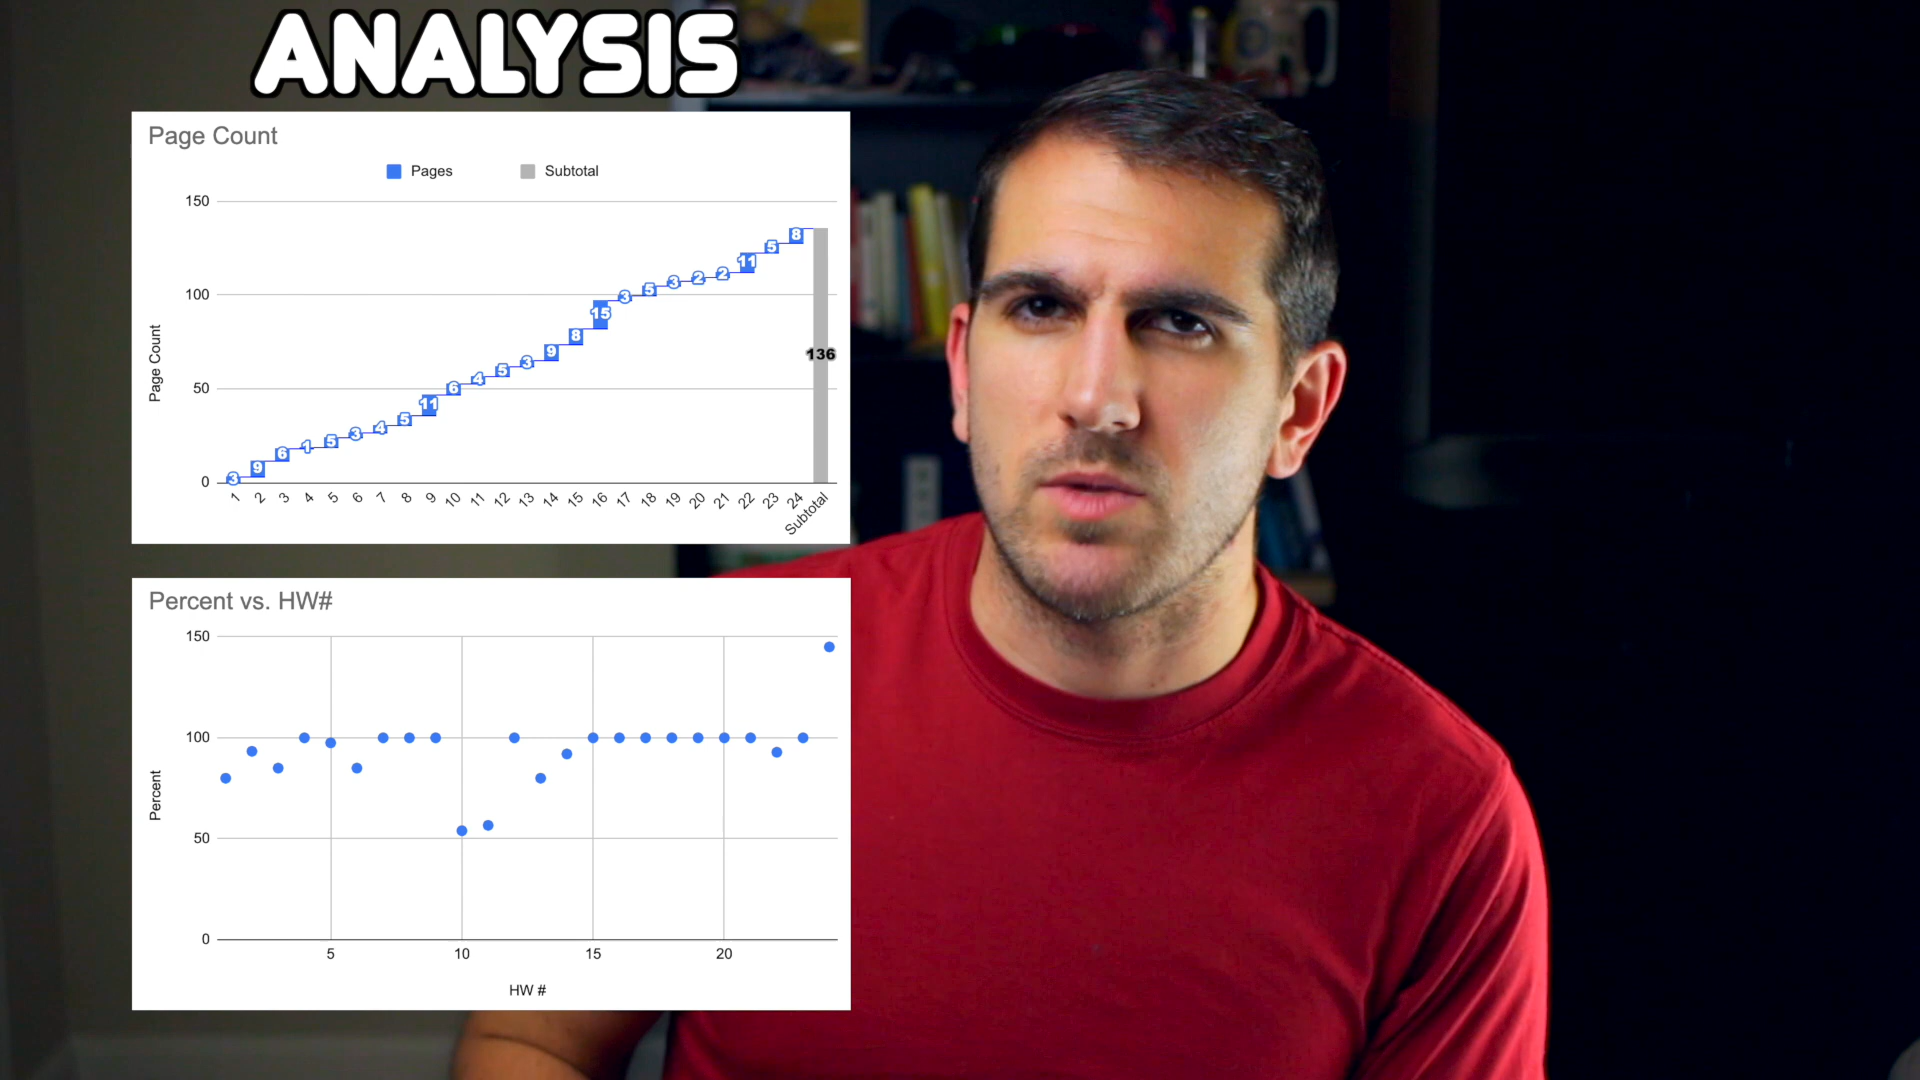 ANALYSIS
Page Count
Pages Subtotal
150
100
50
0
Page Count
3 9 6 1 5 3 4 5 11 6 4 5 3 9 8 15 3 5 3 2 2 11 5 8 136
1 2 3 4 5 6 7 8 9 10 11 12 13 14 15 16 17 18 19 20 21 22 23 24 Subtotal
Percent vs. HW#
150
100
50
0
Percent
5 10 15 20
HW #